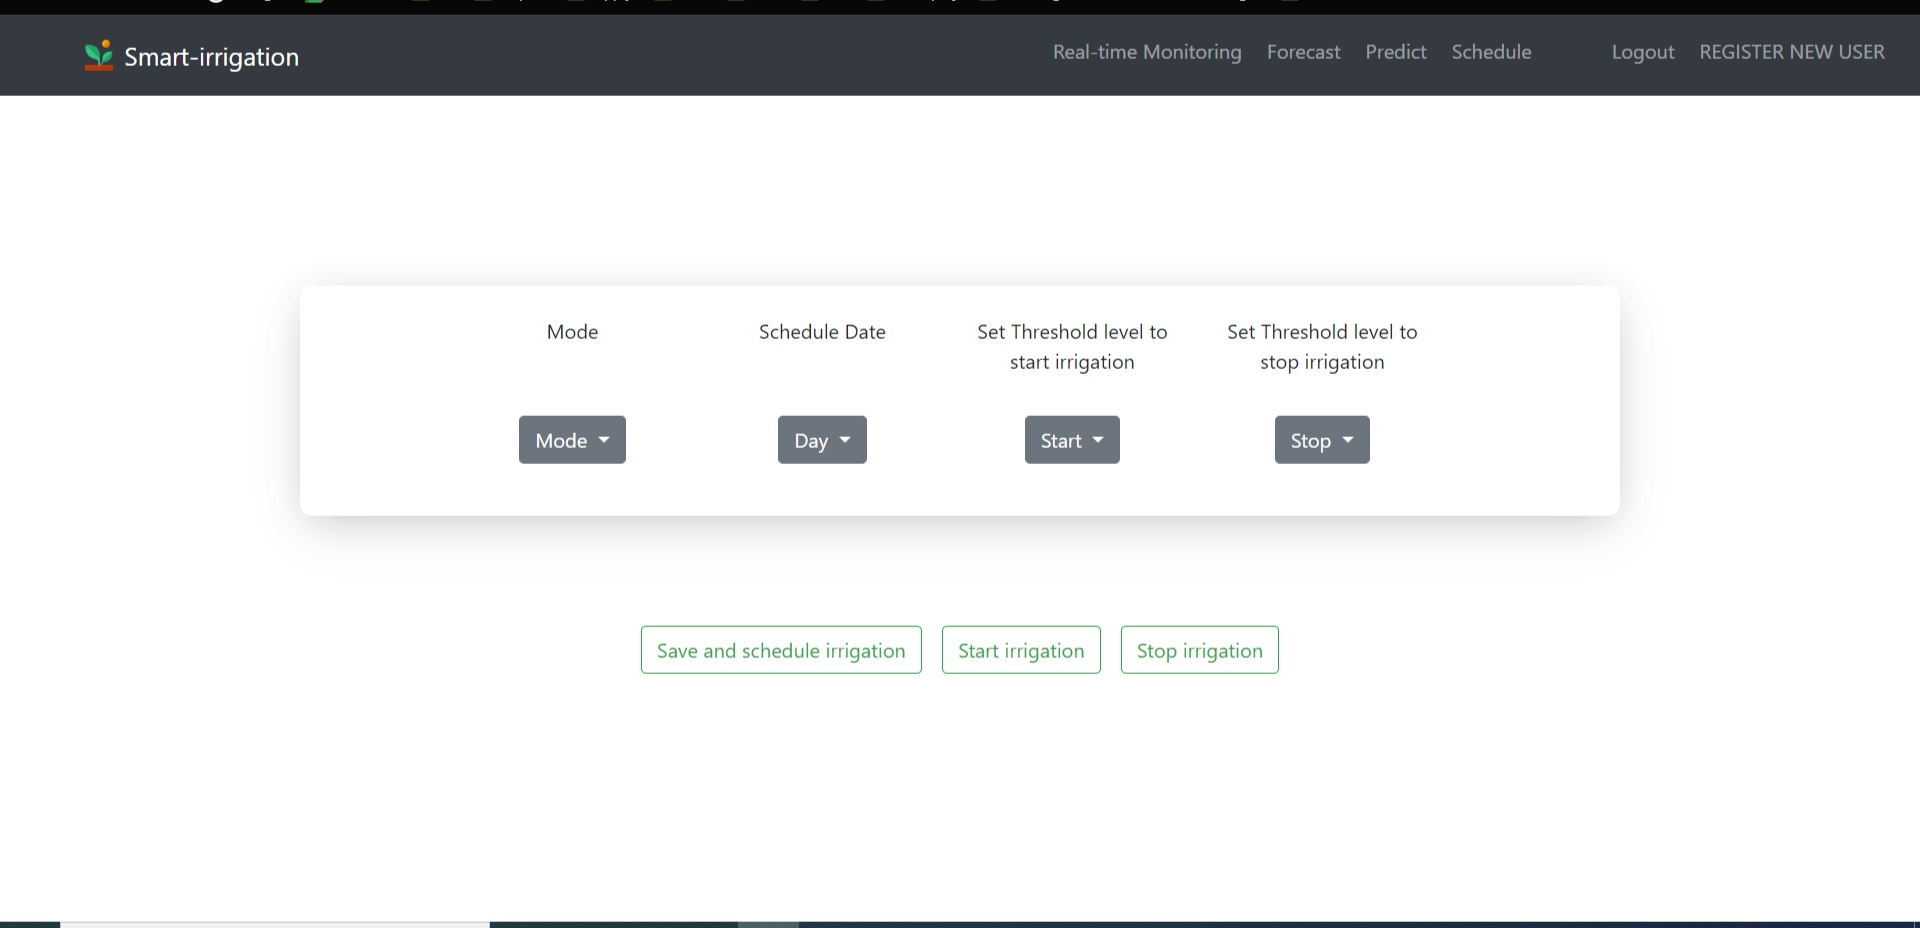 Smart-irrigation
Real-time Monitoring Forecast Predict Schedule Logout REGISTER NEW USER
Mode
Schedule Date
Set Threshold level to
start irrigation
Set Threshold level to
stop irrigation
Mode
Day
Start
Stop
Save and schedule irrigation
Start irrigation
Stop irrigation